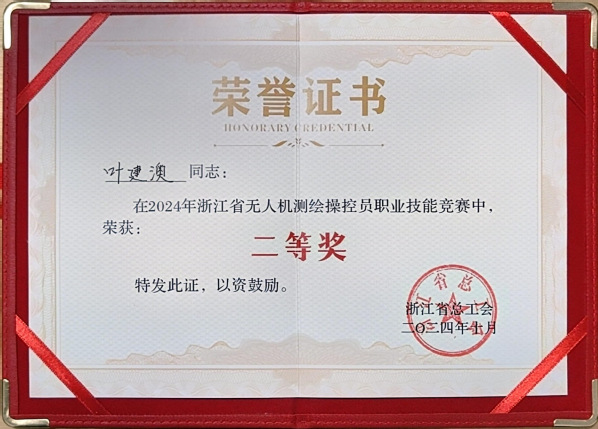 荣誉证书
HONORARY CREDENTIAL
叶建澳 同志：
在2024年浙江省无人机测绘操控员职业技能竞赛中，
荣获：
二等奖
特发此证，以资鼓励。
浙江省总工会
二〇二四年十月